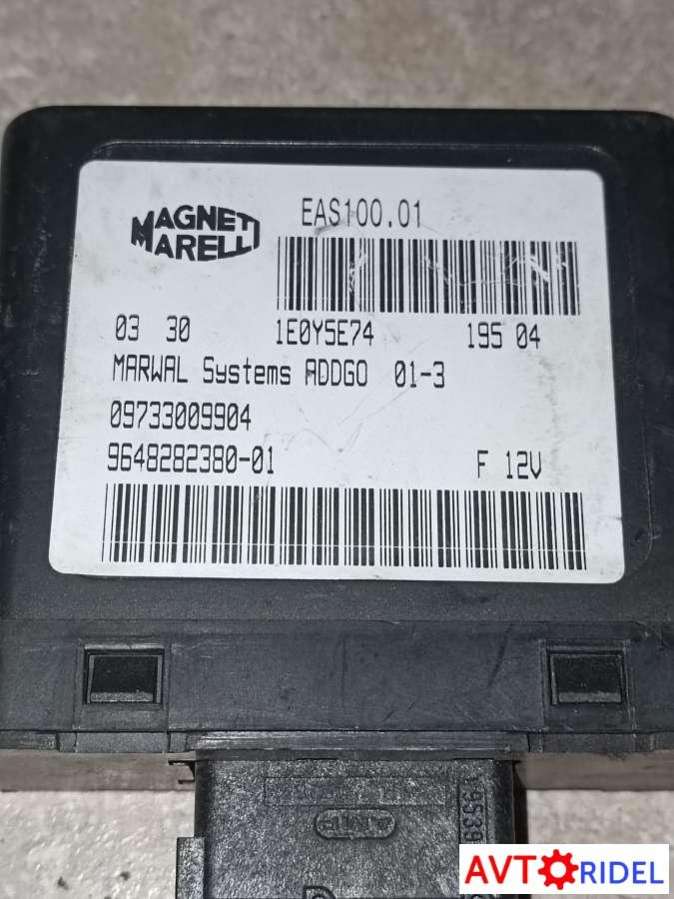 MAGNETI MARELLI
EAS100.01
03 30 1E0Y5E74 195 04
MARWAL Systems ADDGO 01-3
09733009904
9648282380-01 F 12V
AVTORIDEL